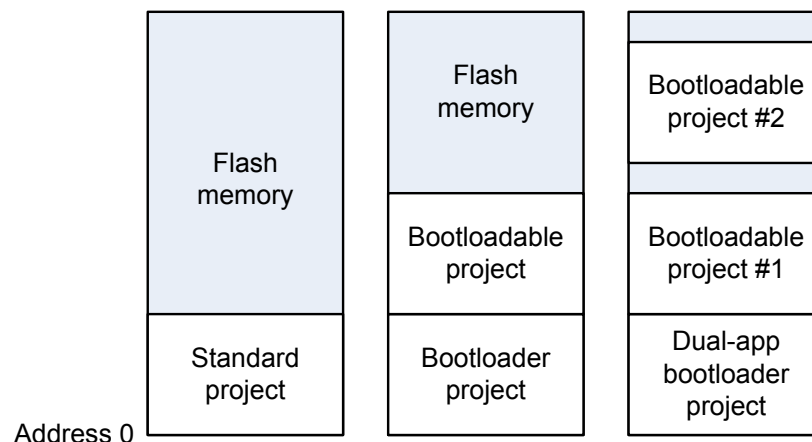 Flash
memory
Standard
project
Address 0
Flash
memory
Bootloadable
project
Bootloader
project
Bootloadable
project #2
Bootloadable
project #1
Dual-app
bootloader
project